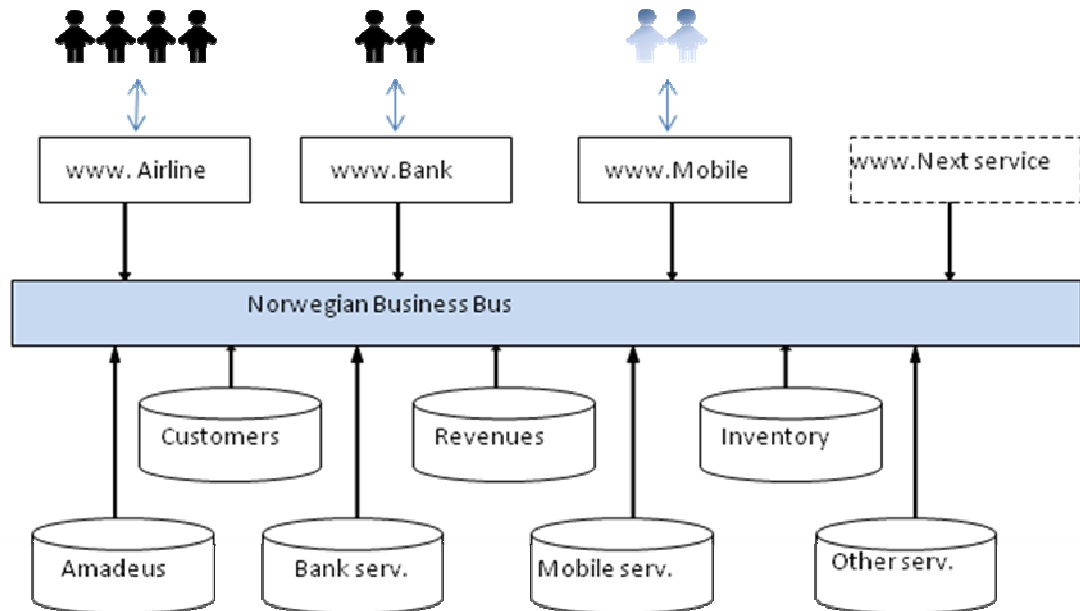 www. Airline
www.Bank
www.Mobile
www.Next service
Norwegian Business Bus
Customers
Revenues
Inventory
Amadeus
Bank serv.
Mobile serv.
Other serv.